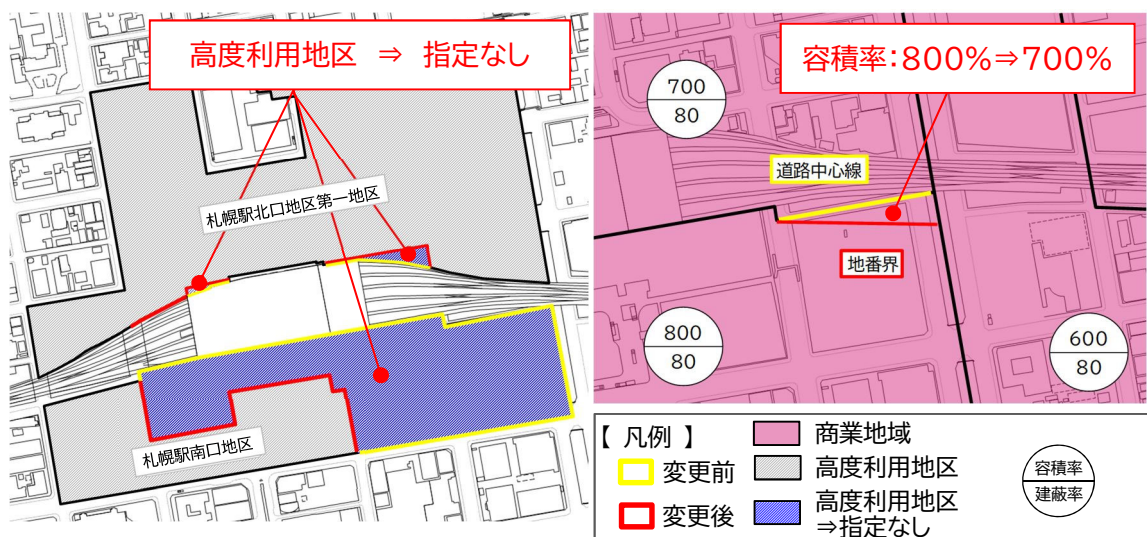 高度利用地区 ⇒ 指定なし
札幌駅北口地区第一地区
札幌駅南口地区
容積率:800%⇒700%
700
80
道路中心線
地番界
800
80
600
80
【 凡例 】
変更前
変更後
商業地域
高度利用地区
高度利用地区
⇒指定なし
容積率
建蔽率